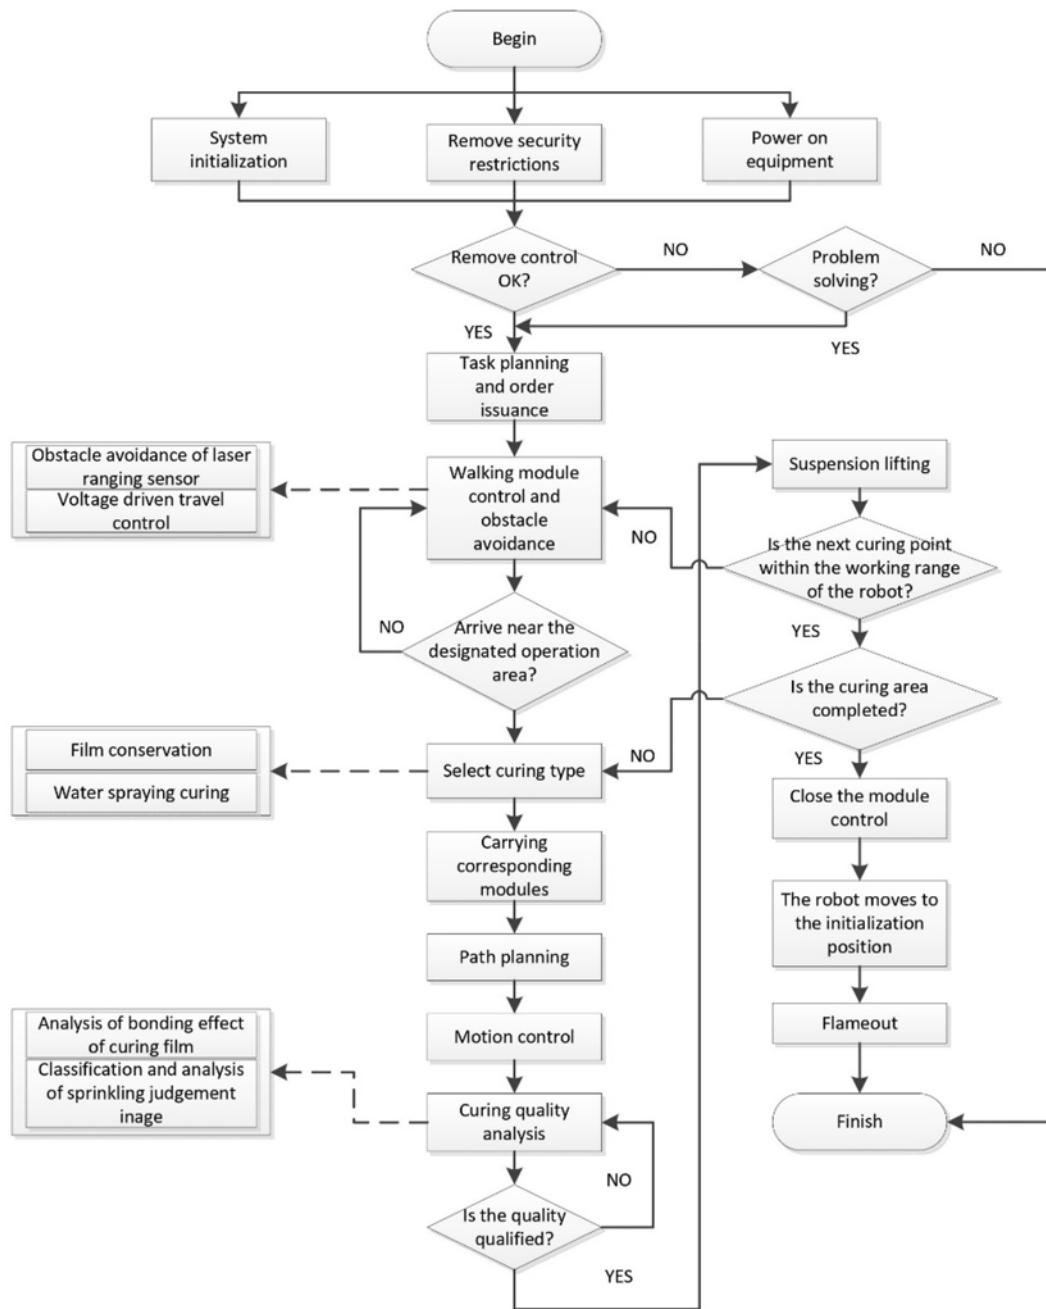 Begin
System
initialization
Remove security
restrictions
Power on
equipment
Remove control
OK?
NO
Problem
solving?
NO
YES
YES
Task planning
and order
issuance
Obstacle avoidance of laser
ranging sensor
Voltage driven travel
control
Walking module
control and
obstacle
avoidance
Suspension lifting
NO
Is the next curing point
within the working range
of the robot?
NO
Arrive near the
designated operation
area?
YES
Is the curing area
completed?
Film conservation
Water spraying curing
Select curing type
NO
YES
Close the module
control
Carrying
corresponding
modules
The robot moves to
the initialization
position
Path planning
Analysis of bonding effect
of curing film
Classification and analysis
of sprinkling judgement
inage
Motion control
Flameout
Curing quality
analysis
Finish
NO
Is the quality
qualified?
YES